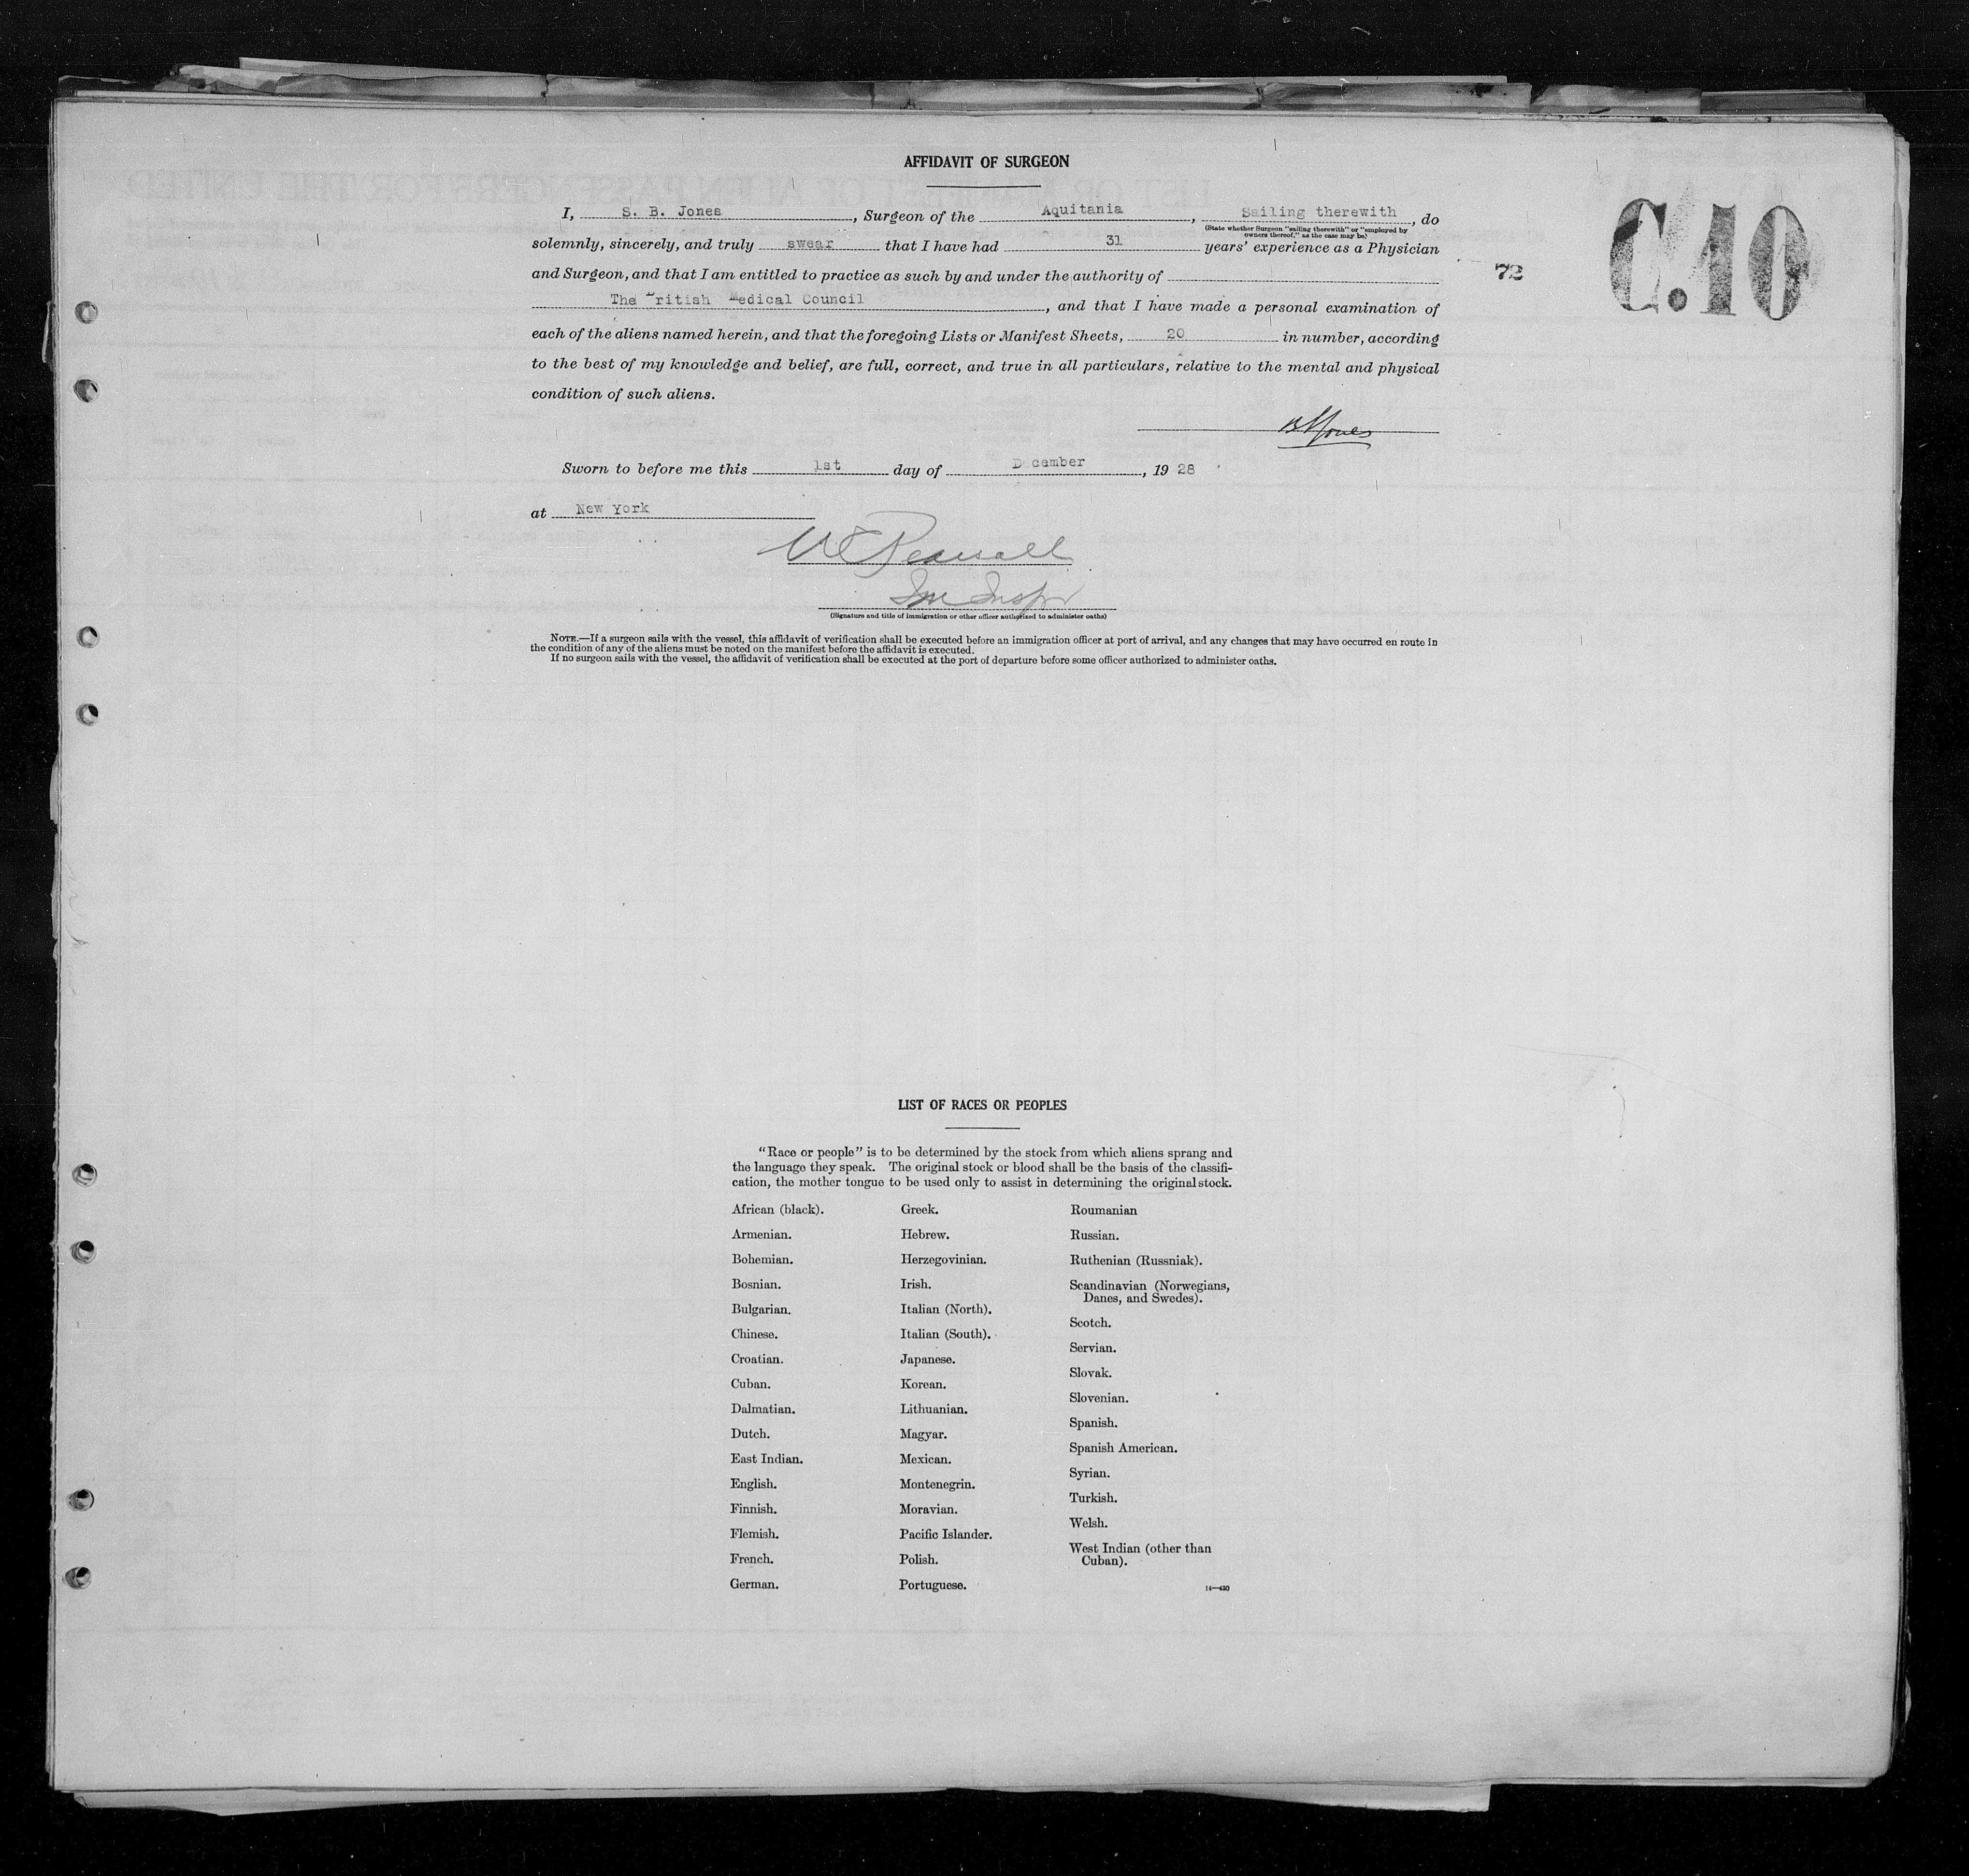 AFFIDAVIT OF SURGEON
I, S. B. Jones, Surgeon of the Aquitania, Sailing therewith, do
(State whether Surgeon "sailing therewith" or "employed by
owners thereof," as the case may be)
solemnly, sincerely, and truly swear that I have had 31 years' experience as a Physician
and Surgeon, and that I am entitled to practice as such by and under the authority of
72
C.10
The British Medical Council, and that I have made a personal examination of
each of the aliens named herein, and that the foregoing Lists or Manifest Sheets, 20 in number, according
to the best of my knowledge and belief, are full, correct, and true in all particulars, relative to the mental and physical
condition of such aliens.
Jones
Sworn to before me this 1st day of December, 19 28
at New York
Im Inspr
(Signature and title of immigration or other officer authorized to administer oaths)
NOTE.—If a surgeon sails with the vessel, this affidavit of verification shall be executed before an immigration officer at port of arrival, and any changes that may have occurred en route in
the condition of any of the aliens must be noted on the manifest before the affidavit is executed.
If no surgeon sails with the vessel, the affidavit of verification shall be executed at the port of departure before some officer authorized to administer oaths.
LIST OF RACES OR PEOPLES
"Race or people" is to be determined by the stock from which aliens sprang and
the language they speak. The original stock or blood shall be the basis of the classifi-
cation, the mother tongue to be used only to assist in determining the original stock.
African (black).
Armenian.
Bohemian.
Bosnian.
Bulgarian.
Chinese.
Croatian.
Cuban.
Dalmatian.
Dutch.
East Indian.
English.
Finnish.
Flemish.
French.
German.
Greek.
Hebrew.
Herzegovinian.
Irish.
Italian (North).
Italian (South).
Japanese.
Korean.
Lithuanian.
Magyar.
Mexican.
Montenegrin.
Moravian.
Pacific Islander.
Polish.
Portuguese.
Roumanian
Russian.
Ruthenian (Russniak).
Scandinavian (Norwegians,
Danes, and Swedes).
Scotch.
Servian.
Slovak.
Slovenian.
Spanish.
Spanish American.
Syrian.
Turkish.
Welsh.
West Indian (other than
Cuban).
14—430